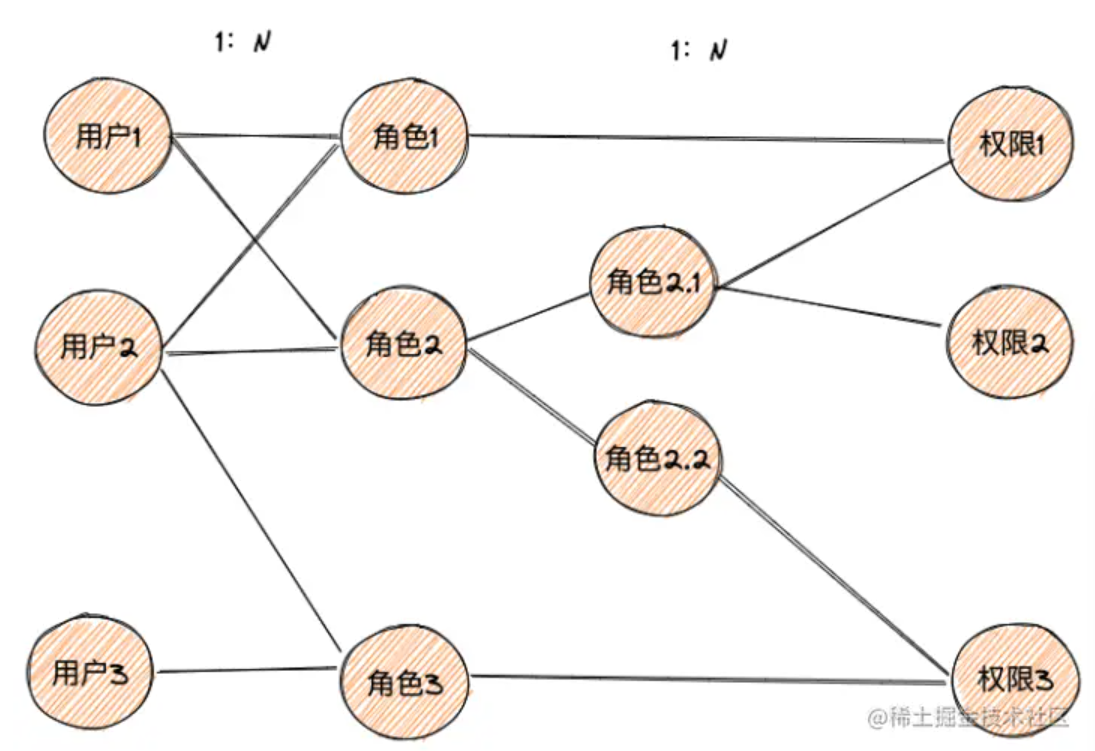 1: N
1: N
用户1
角色1
权限1
角色2.1
用户2
角色2
权限2
角色2.2
用户3
角色3
权限3
@稀土掘金技术社区